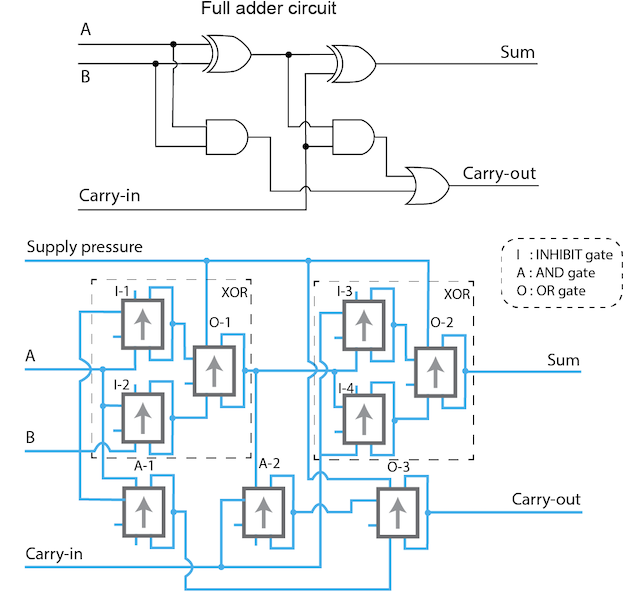 Full adder circuit
A
B
Sum
Carry-in
Carry-out
Supply pressure
I : INHIBIT gate
A : AND gate
O : OR gate
I-1
XOR
O-1
I-3
XOR
O-2
A
I-2
I-4
Sum
B
A-1
A-2
O-3
Carry-out
Carry-in